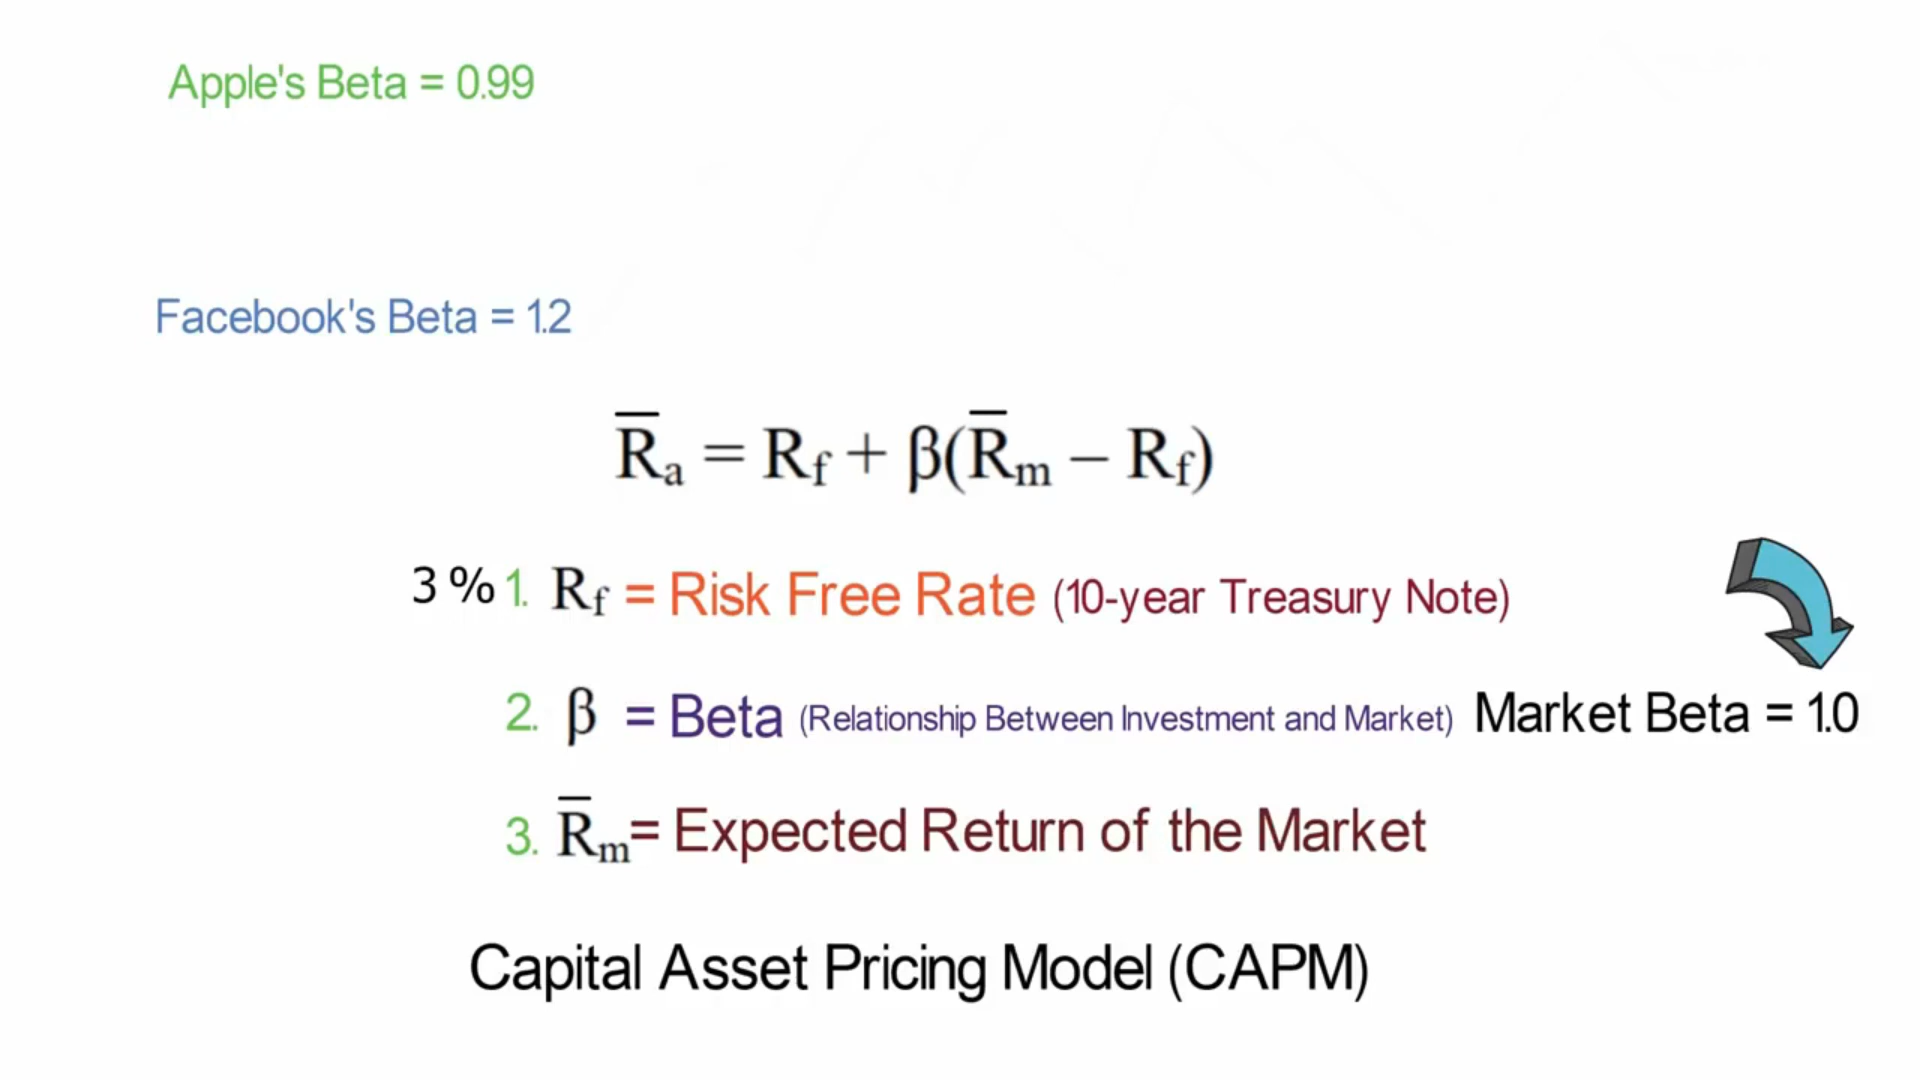 Apple's Beta = 0.99
Facebook's Beta = 1.2
R̅a = Rf + β(R̅m − Rf)
3 % 1. Rf = Risk Free Rate (10-year Treasury Note)
2. β = Beta (Relationship Between Investment and Market) Market Beta = 1.0
3. R̅m = Expected Return of the Market
Capital Asset Pricing Model (CAPM)